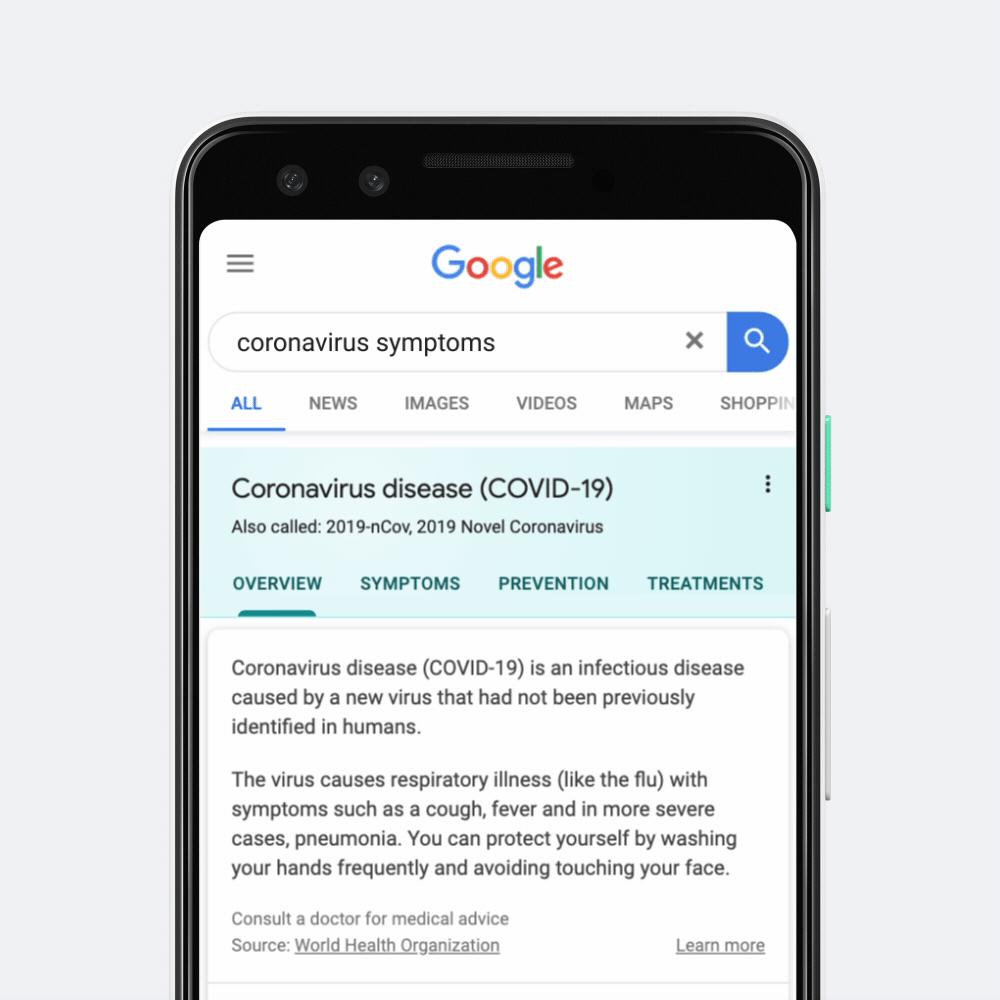 Google
coronavirus symptoms
ALL NEWS IMAGES VIDEOS MAPS SHOPPIN
Coronavirus disease (COVID-19)
Also called: 2019-nCov, 2019 Novel Coronavirus
OVERVIEW SYMPTOMS PREVENTION TREATMENTS
Coronavirus disease (COVID-19) is an infectious disease
caused by a new virus that had not been previously
identified in humans.
The virus causes respiratory illness (like the flu) with
symptoms such as a cough, fever and in more severe
cases, pneumonia. You can protect yourself by washing
your hands frequently and avoiding touching your face.
Consult a doctor for medical advice
Source: World Health Organization Learn more